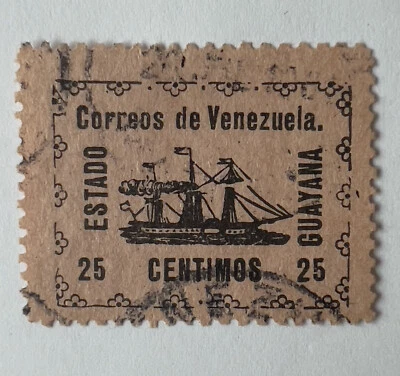 Correos de Venezuela.
ESTADO
GUAYANA
25 CENTIMOS 25